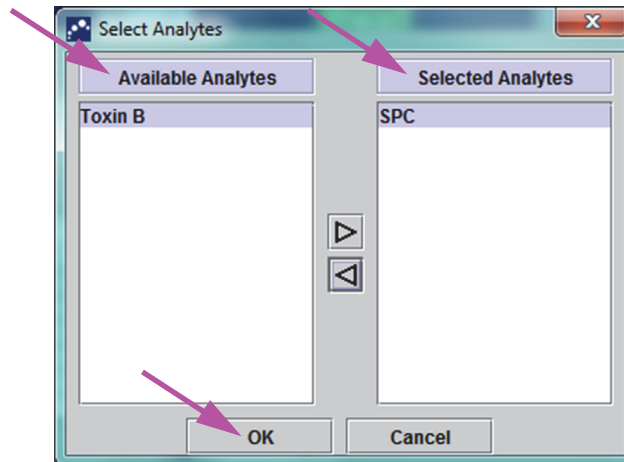 Select Analytes
Available Analytes
Selected Analytes
Toxin B
SPC
OK
Cancel